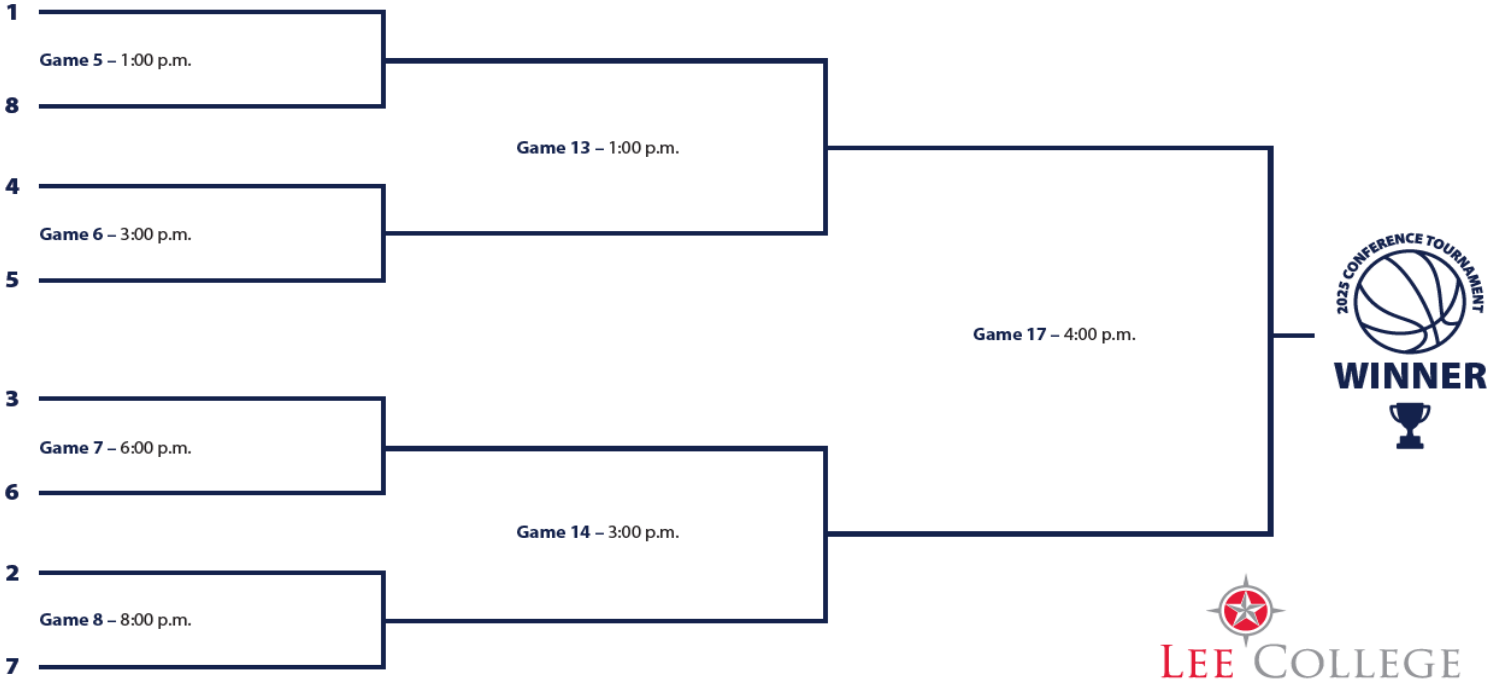 1
Game 5 – 1:00 p.m.
8
Game 13 – 1:00 p.m.
4
Game 6 – 3:00 p.m.
5
2025 CONFERENCE TOURNAMENT
Game 17 – 4:00 p.m.
WINNER
3
Game 7 – 6:00 p.m.
6
Game 14 – 3:00 p.m.
2
Game 8 – 8:00 p.m.
7
LEE COLLEGE